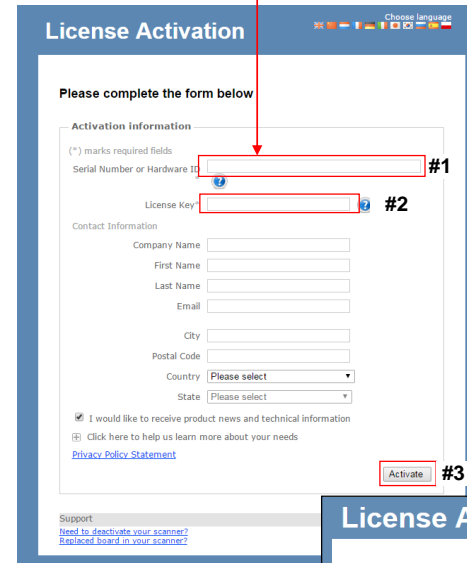 Choose language
License Activation
Please complete the form below
Activation information
(*) marks required fields
Serial Number or Hardware ID
*
#1
License Key*
#2
Contact Information
Company Name
First Name
Last Name
Email
City
Postal Code
Country Please select
State Please select
I would like to receive product news and technical information
Click here to help us learn more about your needs
Privacy Policy Statement
Activate #3
Support
Need to deactivate your scanner?
Replaced board in your scanner?
License A